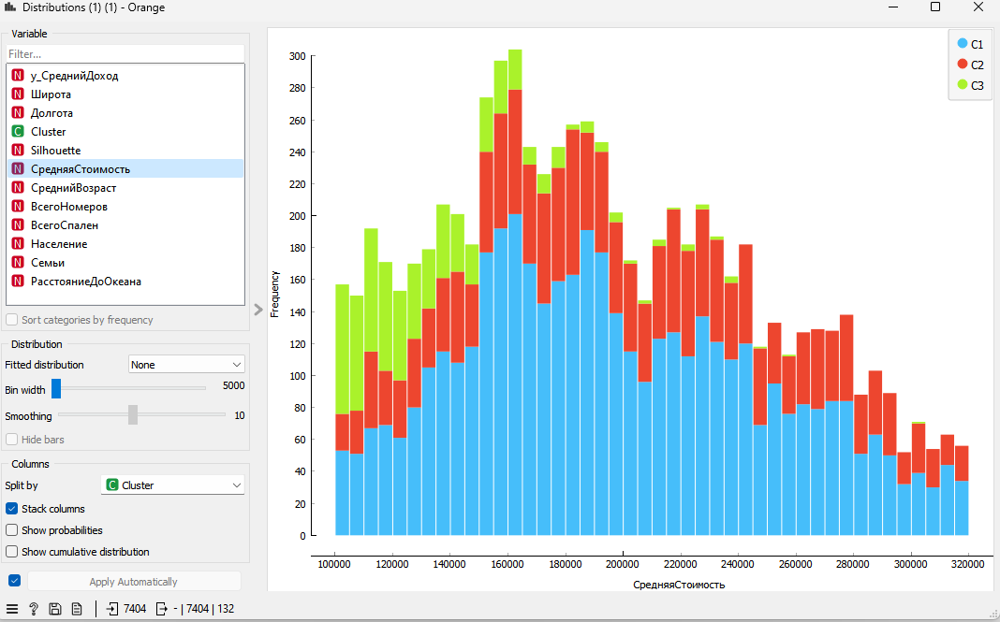 Distributions (1) (1) - Orange
Variable
Filter...
N у_СреднийДоход
N Широта
N Долгота
C Cluster
N Silhouette
N СредняяСтоимость
N СреднийВозраст
N ВсегоНомеров
N ВсегоСпален
N Население
N Семьи
N РасстояниеДоОкеана
Sort categories by frequency
Distribution
Fitted distribution None
Bin width 5000
Smoothing 10
Hide bars
Columns
Split by C Cluster
Stack columns
Show probabilities
Show cumulative distribution
Apply Automatically
7404 - | 7404 | 132
C1
C2
C3
Frequency
300
280
260
240
220
200
180
160
140
120
100
80
60
40
20
0
100000 120000 140000 160000 180000 200000 220000 240000 260000 280000 300000 320000
СредняяСтоимость